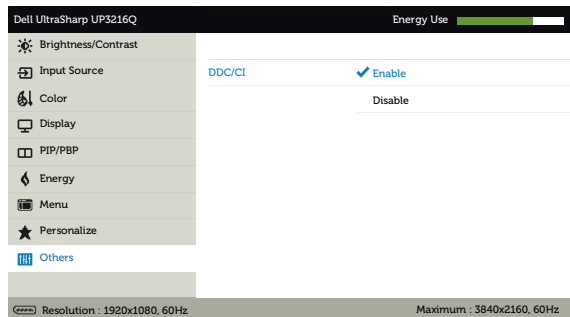 Dell UltraSharp UP3216Q Energy Use
Brightness/Contrast
Input Source
DDC/CI Enable
Color
Disable
Display
PIP/PBP
Energy
Menu
Personalize
Others
Resolution : 1920x1080, 60Hz Maximum : 3840x2160, 60Hz